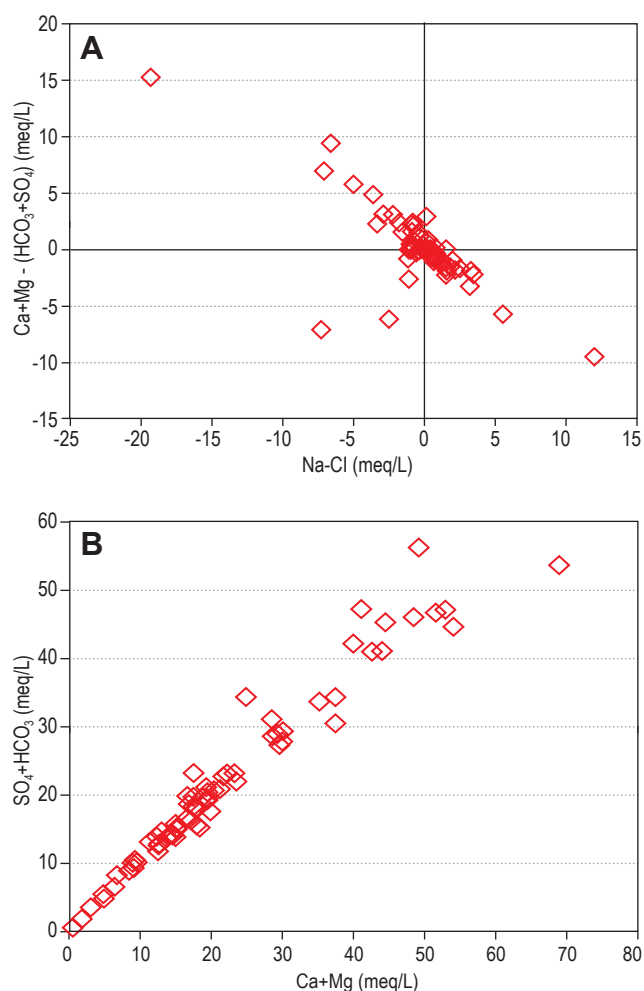 A
20
15
10
5
0
-5
-10
-15
Ca+Mg - (HCO₃+SO₄) (meq/L)
-25 -20 -15 -10 -5 0 5 10 15
Na-Cl (meq/L)
B
60
50
40
30
20
10
0
SO₄+HCO₃ (meq/L)
0 10 20 30 40 50 60 70 80
Ca+Mg (meq/L)